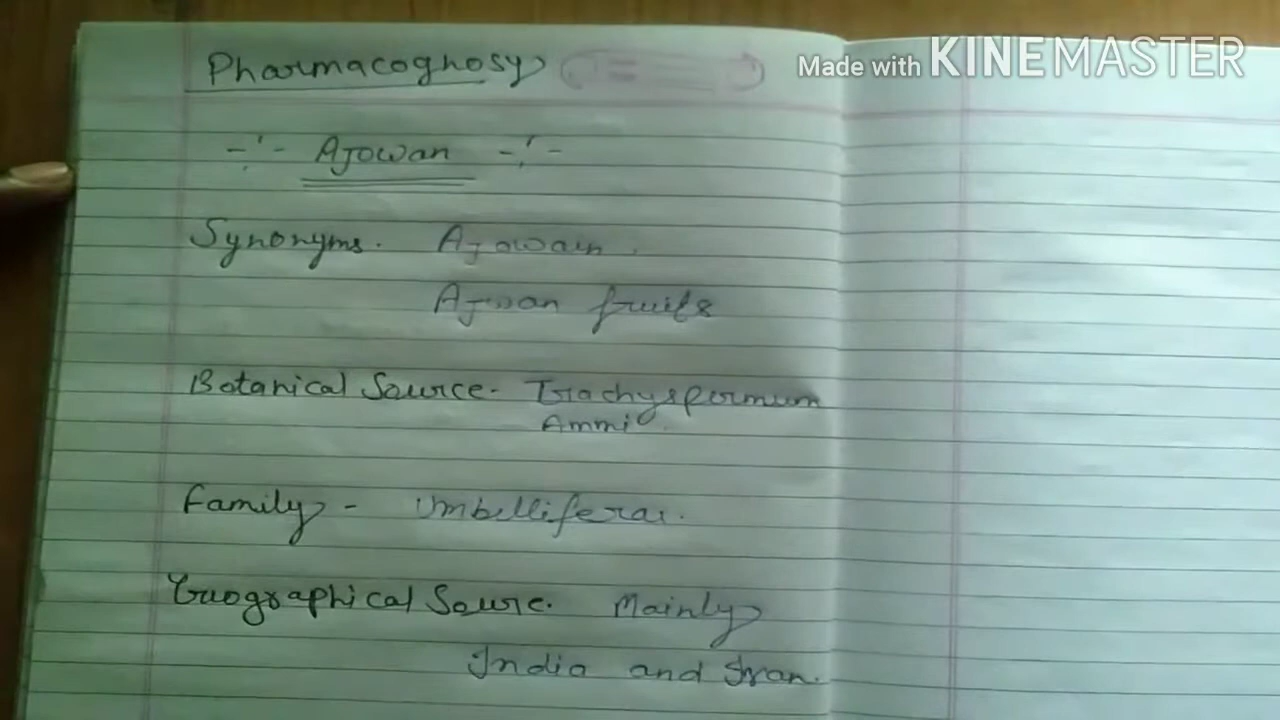 Pharmacognosy
Made with KINEMASTER
-:- Ajowan -:-
Synonyms. Ajowain.
Ajwan fruits
Botanical Source - Trachyspermum
Ammi.
Family - Umbelliferae.
Geographical Sourc. Mainly
India and Iran.